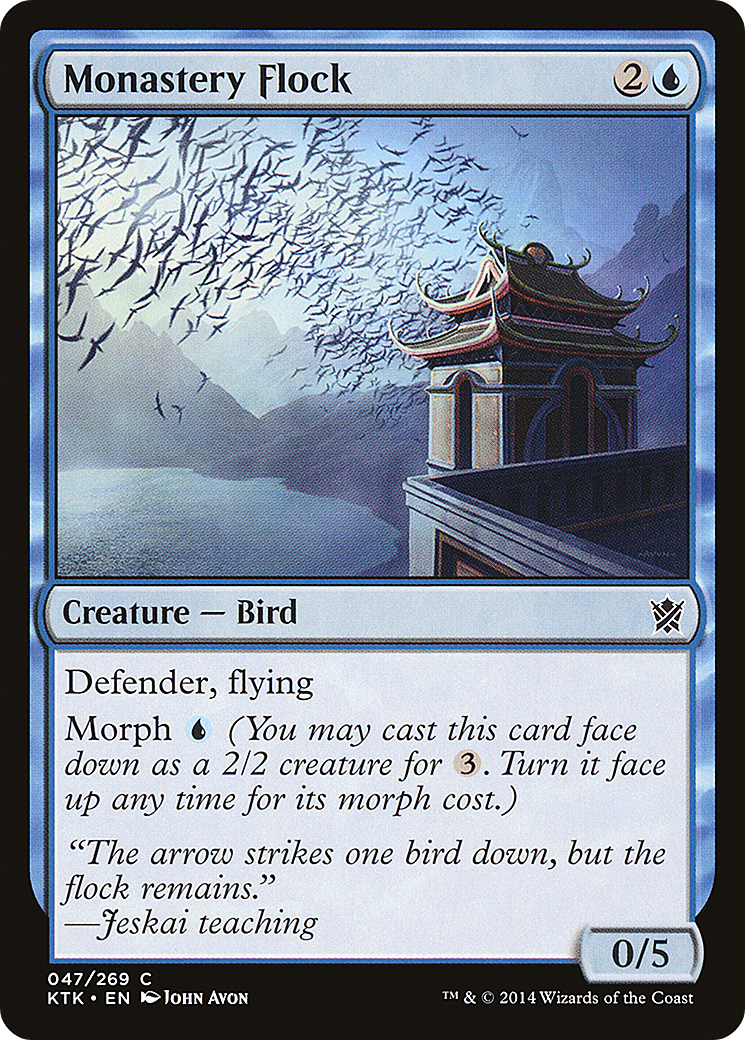 Monastery Flock 2
Creature — Bird
Defender, flying
Morph (You may cast this card face
down as a 2/2 creature for 3. Turn it face
up any time for its morph cost.)
“The arrow strikes one bird down, but the
flock remains.”
—Jeskai teaching
0/5
047/269 C
KTK • EN John Avon
™ & © 2014 Wizards of the Coast